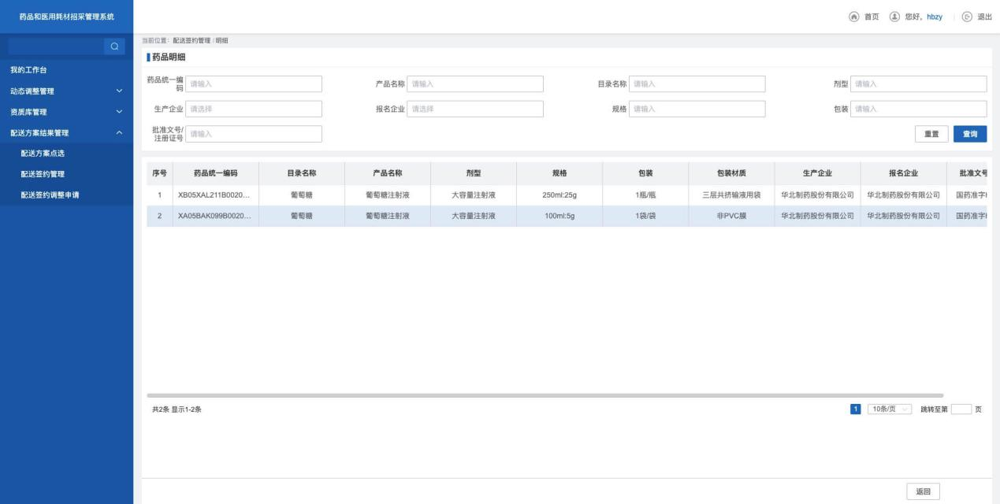 药品和医用耗材招采管理系统
首页 您好, hbzy 退出
当前位置: 配送签约管理 / 明细
我的工作台
动态调整管理
资质库管理
配送方案结果管理
配送方案点选
配送签约管理
配送签约调整申请
药品明细
药品统一编码 请输入 产品名称 请输入 目录名称 请输入 剂型 请输入
生产企业 请选择 报名企业 请选择 规格 请输入 包装 请输入
批准文号/注册证号 请输入 重置 查询
序号 药品统一编码 目录名称 产品名称 剂型 规格 包装 包装材质 生产企业 报名企业 批准文号
1 XB05XAL211B0020... 葡萄糖 葡萄糖注射液 大容量注射液 250ml:25g 1瓶/瓶 三层共挤输液用袋 华北制药股份有限公司 华北制药股份有限公司 国药准字
2 XA05BAK099B0020... 葡萄糖 葡萄糖注射液 大容量注射液 100ml:5g 1袋/袋 非PVC膜 华北制药股份有限公司 华北制药股份有限公司 国药准字
共2条 显示1-2条 1 10条/页 跳转至第 页
返回